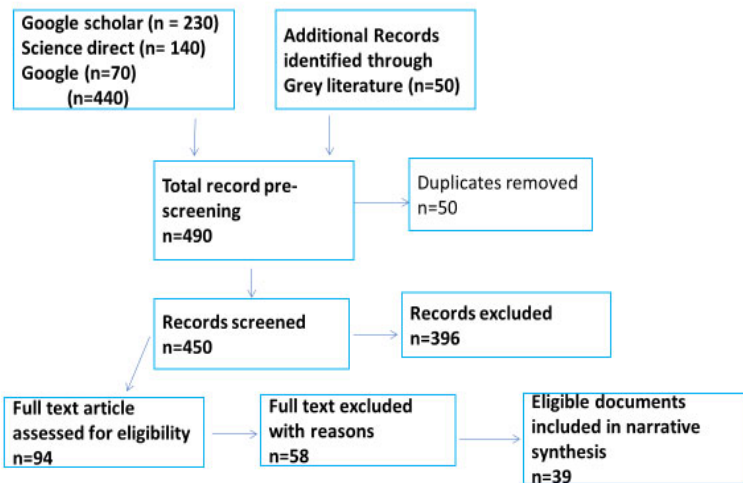 Google scholar (n = 230)
Science direct (n= 140)
Google (n=70)
(n=440)
Additional Records
identified through
Grey literature (n=50)
Total record pre-
screening
n=490
Duplicates removed
n=50
Records screened
n=450
Records excluded
n=396
Full text article
assessed for eligibility
n=94
Full text excluded
with reasons
n=58
Eligible documents
included in narrative
synthesis
n=39